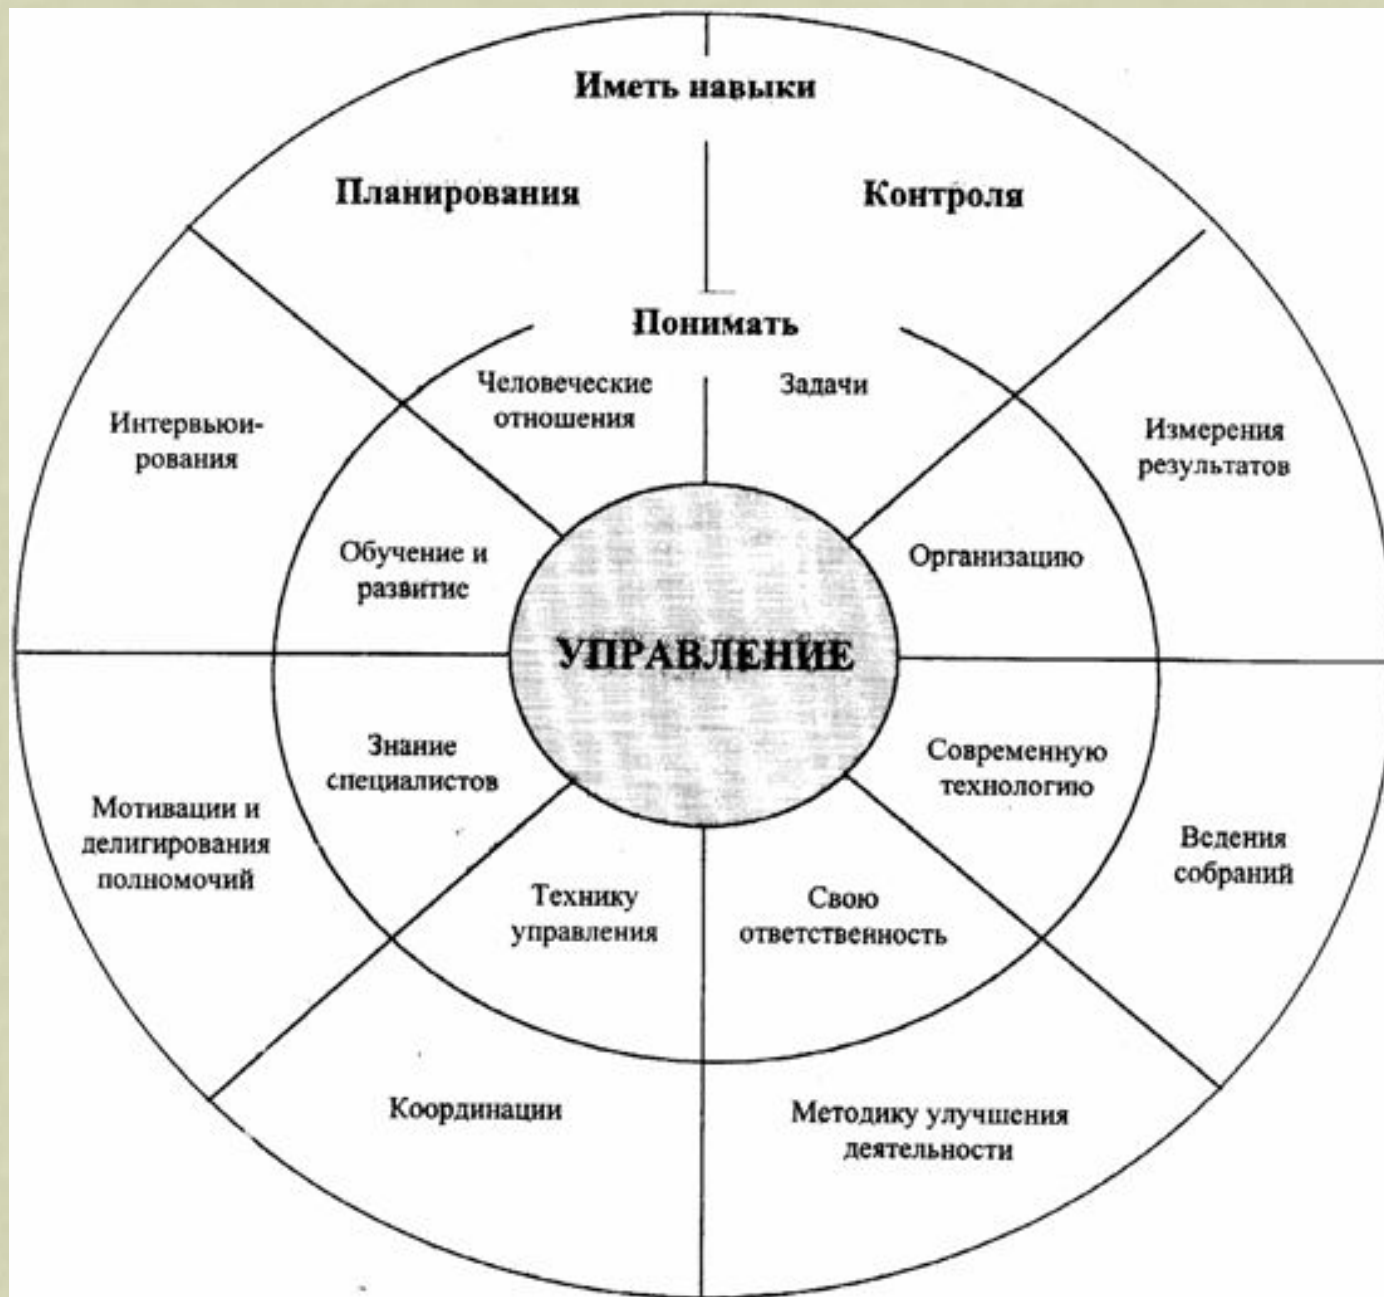 Иметь навыки
Планирования
Контроля
Понимать
Человеческие
отношения
Задачи
Интервьюи-
рования
Измерения
результатов
Обучение и
развитие
Организацию
УПРАВЛЕНИЕ
Знание
специалистов
Современную
технологию
Мотивации и
делигирования
полномочий
Ведения
собраний
Технику
управления
Свою
ответственность
Координации
Методику улучшения
деятельности